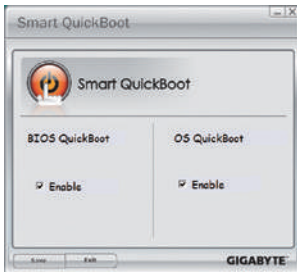 Smart QuickBoot
Smart QuickBoot
BIOS QuickBoot
OS QuickBoot
Enable
Enable
Save
Exit
GIGABYTE